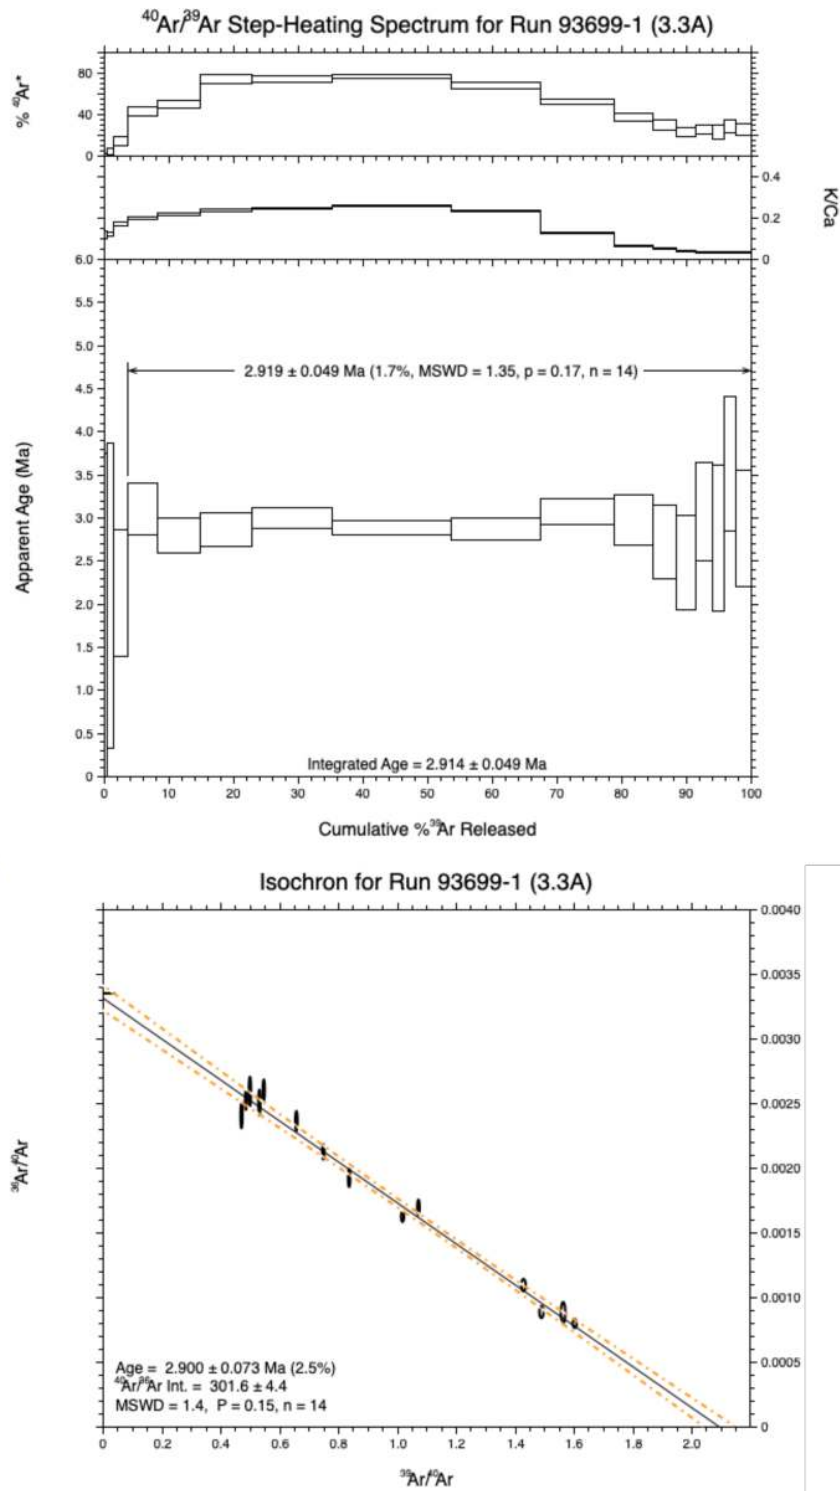 ⁴⁰Ar/³⁹Ar Step-Heating Spectrum for Run 93699-1 (3.3A)
% ⁴⁰Ar*
80
40
0
K/Ca
0.4
0.2
0
Apparent Age (Ma)
6.0
5.5
5.0
4.5
4.0
3.5
3.0
2.5
2.0
1.5
1.0
0.5
0
2.919 ± 0.049 Ma (1.7%, MSWD = 1.35, p = 0.17, n = 14)
Integrated Age = 2.914 ± 0.049 Ma
0 10 20 30 40 50 60 70 80 90 100
Cumulative %³⁹Ar Released
Isochron for Run 93699-1 (3.3A)
0.0040
0.0035
0.0030
0.0025
0.0020
0.0015
0.0010
0.0005
0
³⁶Ar/⁴⁰Ar
Age = 2.900 ± 0.073 Ma (2.5%)
⁴⁰Ar/³⁶Ar Int. = 301.6 ± 4.4
MSWD = 1.4, P = 0.15, n = 14
0 0.2 0.4 0.6 0.8 1.0 1.2 1.4 1.6 1.8 2.0
³⁹Ar/⁴⁰Ar